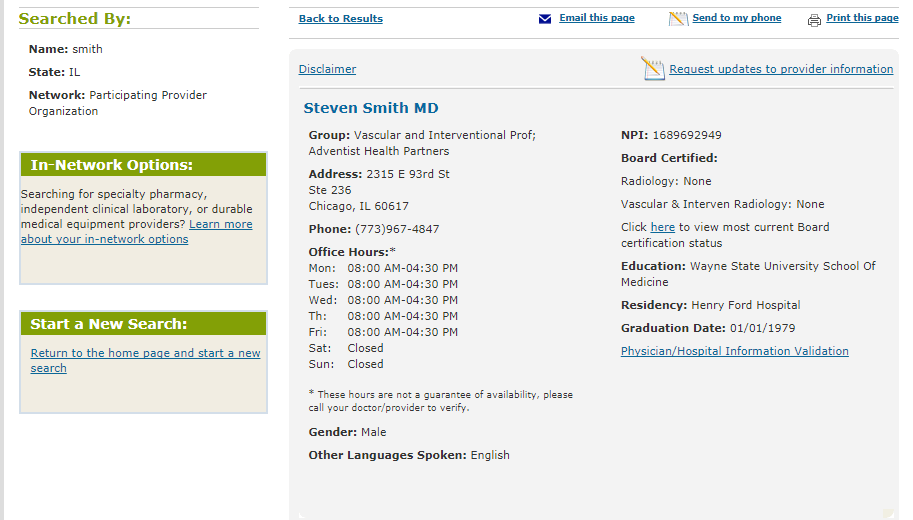 Searched By:
Name: smith
State: IL
Network: Participating Provider
Organization
In-Network Options:
Searching for specialty pharmacy,
independent clinical laboratory, or durable
medical equipment providers? Learn more
about your in-network options
Start a New Search:
Return to the home page and start a new
search
Back to Results
Email this page
Send to my phone
Print this page
Disclaimer
Request updates to provider information
Steven Smith MD
Group: Vascular and Interventional Prof;
Adventist Health Partners
Address: 2315 E 93rd St
Ste 236
Chicago, IL 60617
Phone: (773)967-4847
Office Hours:*
Mon: 08:00 AM-04:30 PM
Tues: 08:00 AM-04:30 PM
Wed: 08:00 AM-04:30 PM
Th: 08:00 AM-04:30 PM
Fri: 08:00 AM-04:30 PM
Sat: Closed
Sun: Closed
* These hours are not a guarantee of availability, please
call your doctor/provider to verify.
Gender: Male
Other Languages Spoken: English
NPI: 1689692949
Board Certified:
Radiology: None
Vascular & Interven Radiology: None
Click here to view most current Board
certification status
Education: Wayne State University School Of
Medicine
Residency: Henry Ford Hospital
Graduation Date: 01/01/1979
Physician/Hospital Information Validation